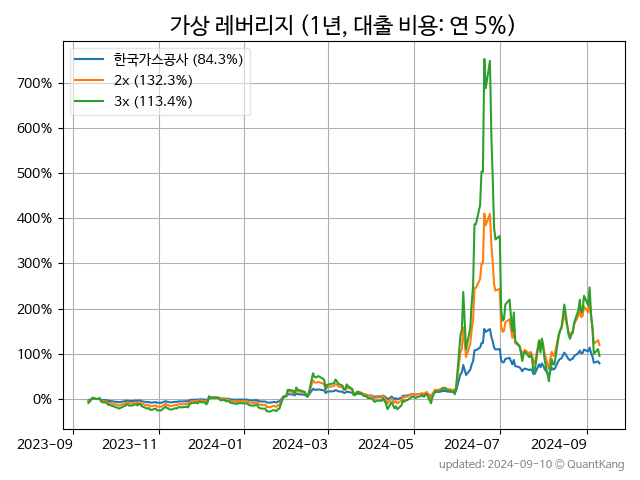 가상 레버리지 (1년, 대출 비용: 연 5%)
한국가스공사 (84.3%)
2x (132.3%)
3x (113.4%)
700%
600%
500%
400%
300%
200%
100%
0%
2023-09 2023-11 2024-01 2024-03 2024-05 2024-07 2024-09
updated: 2024-09-10 @ QuantKang